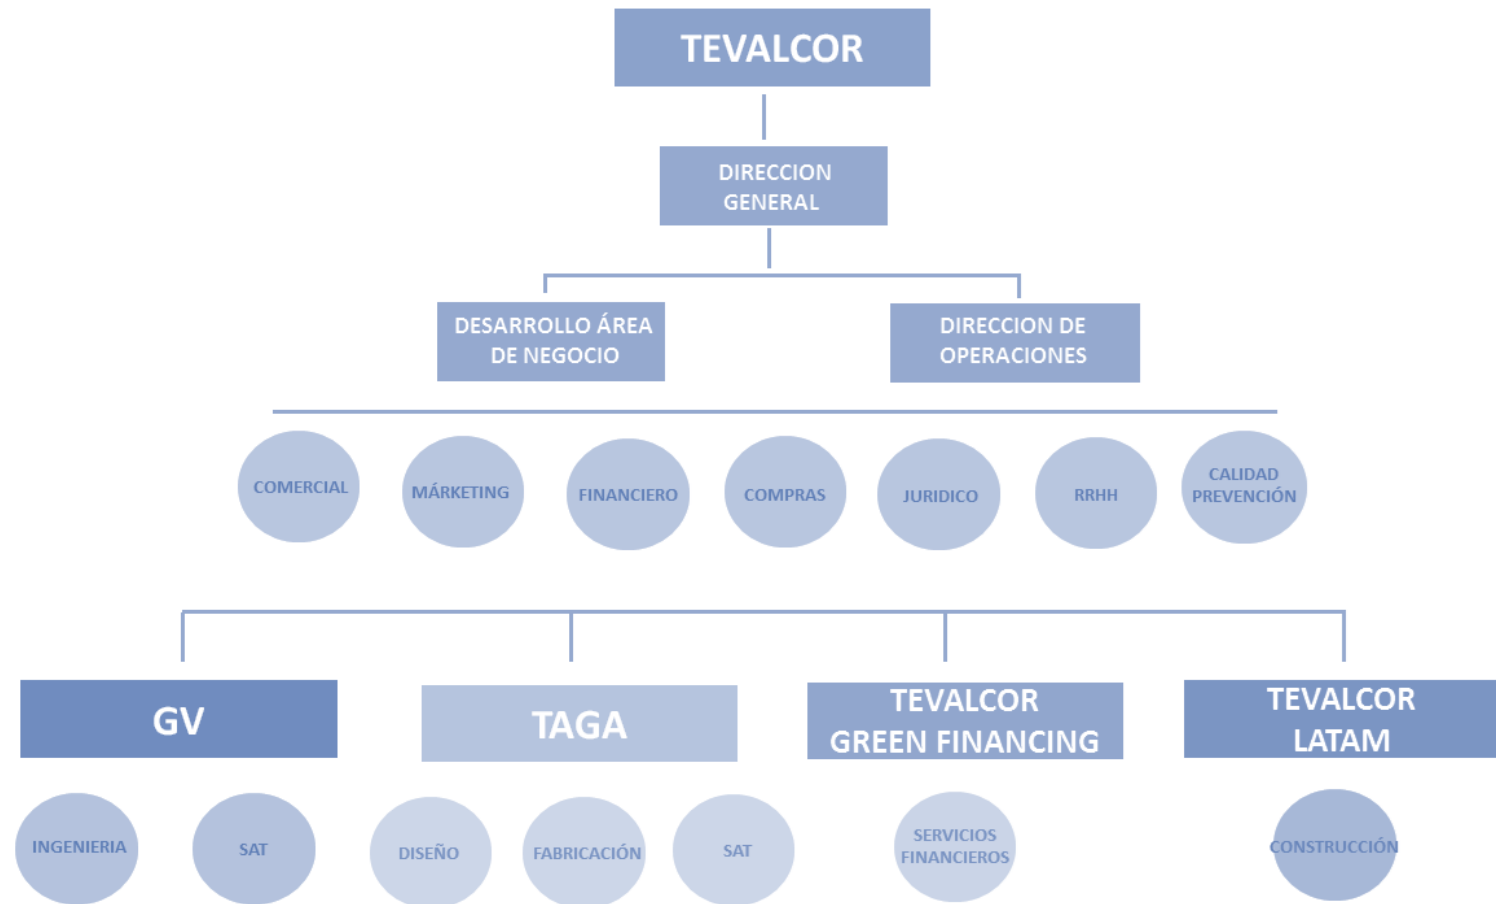 TEVALCOR
DIRECCION
GENERAL
DESARROLLO ÁREA
DE NEGOCIO
DIRECCION DE
OPERACIONES
COMERCIAL
MÁRKETING
FINANCIERO
COMPRAS
JURIDICO
RRHH
CALIDAD
PREVENCIÓN
GV
TAGA
TEVALCOR
GREEN FINANCING
TEVALCOR
LATAM
INGENIERIA
SAT
DISEÑO
FABRICACIÓN
SAT
SERVICIOS
FINANCIEROS
CONSTRUCCIÓN